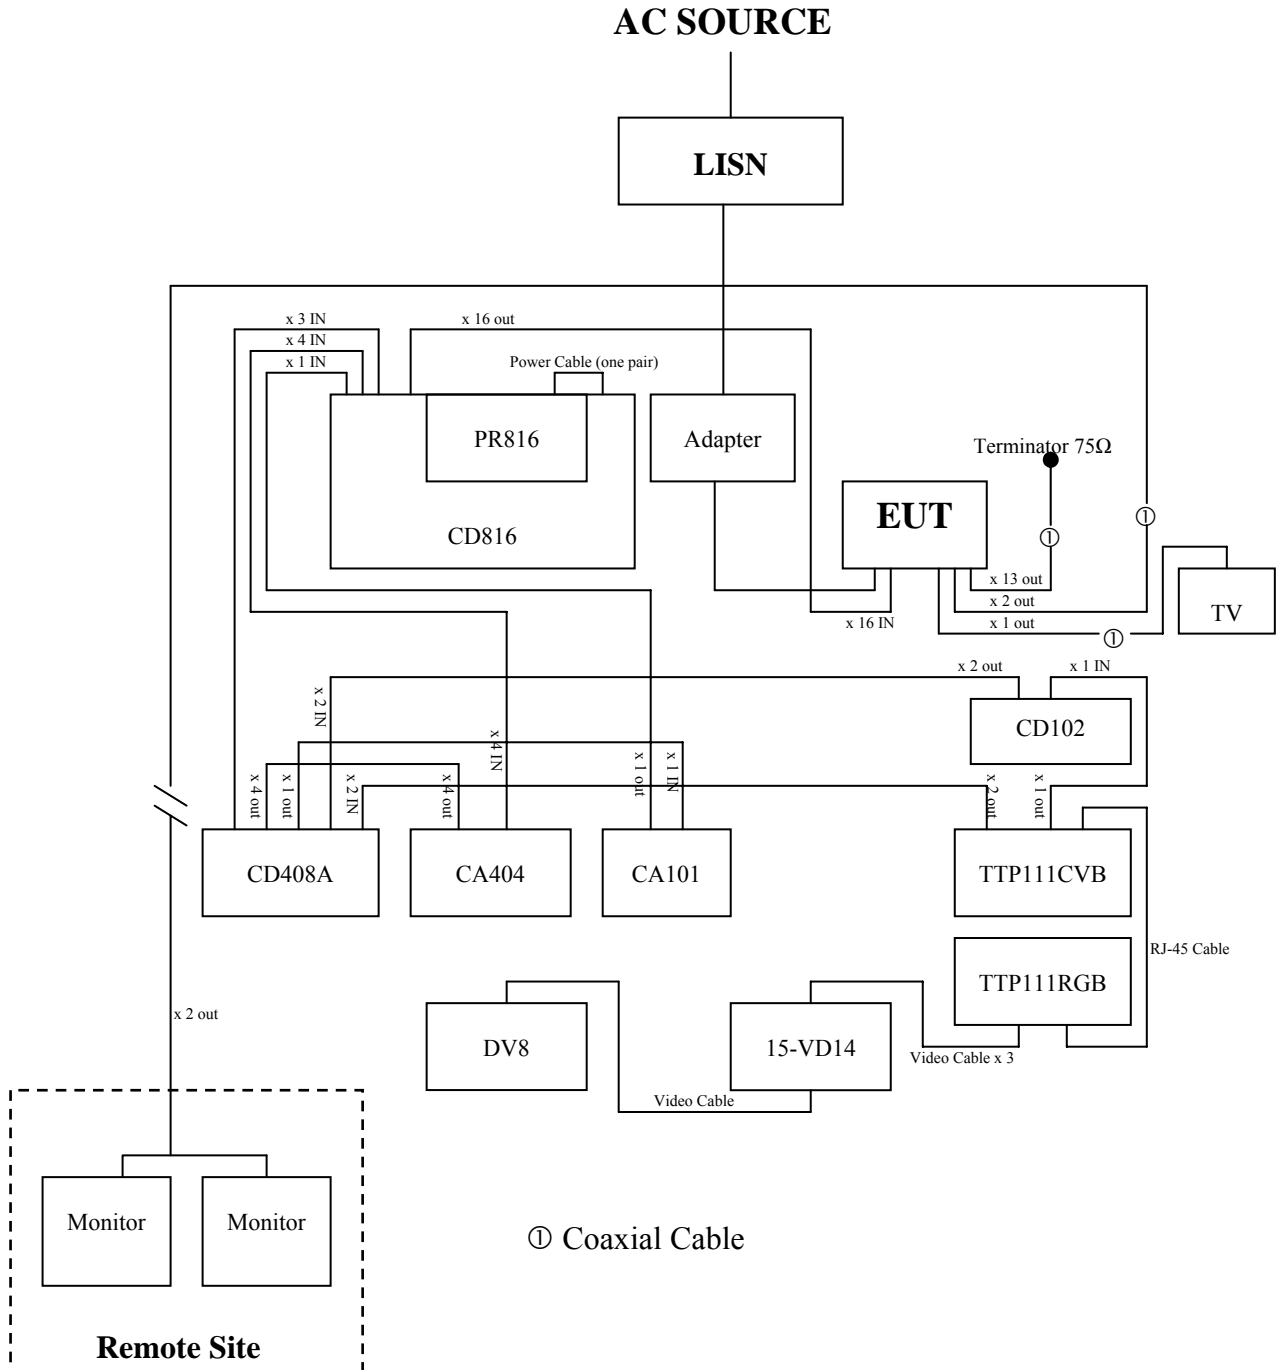 AC SOURCE
LISN
x 3 IN
x 16 out
x 4 IN
x 1 IN
Power Cable (one pair)
PR816
Adapter
Terminator 75Ω
EUT
①
①
CD816
x 13 out
x 2 out
x 16 IN
x 1 out
TV
①
x 2 out
x 1 IN
x 2 IN
CD102
x 4 IN
x 4 out
x 1 out
x 2 IN
x 4 out
x 1 out
x 1 IN
x 2 out
x 1 out
CD408A
CA404
CA101
TTP111CVB
RJ-45 Cable
TTP111RGB
x 2 out
DV8
15-VD14
Video Cable x 3
Video Cable
Monitor
Monitor
① Coaxial Cable
Remote Site